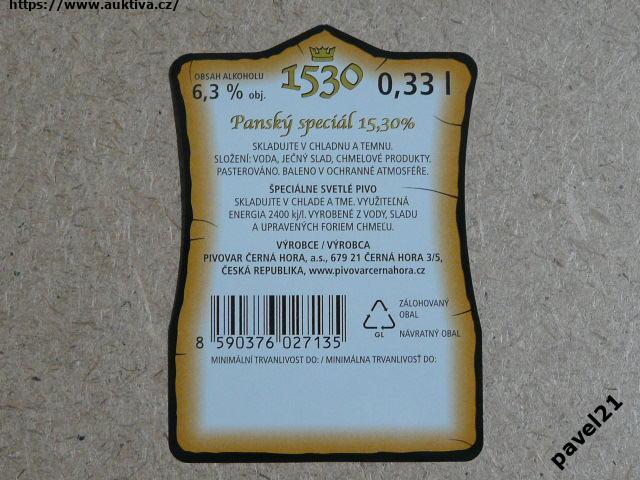 https://www.auktiva.cz/
OBSAH ALKOHOLU
6,3 % obj.
1530
0,33 l
Panský speciál 15,30%
SKLADUJTE V CHLADNU A TEMNU.
SLOŽENÍ: VODA, JEČNÝ SLAD, CHMELOVÉ PRODUKTY.
PASTEROVÁNO. BALENO V OCHRANNÉ ATMOSFÉŘE.
ŠPECIÁLNE SVETLÉ PIVO
SKLADUJTE V CHLADE A TME. VYUŽITEĽNÁ
ENERGIA 2400 kj/l. VYROBENÉ Z VODY, SLADU
A UPRAVENÝCH FORIEM CHMEĽU.
VÝROBCE / VÝROBCA
PIVOVAR ČERNÁ HORA, a.s., 679 21 ČERNÁ HORA 3/5,
ČESKÁ REPUBLIKA, www.pivovarcernahora.cz
8 590376 027135
GL
ZÁLOHOVANÝ
OBAL
NÁVRATNÝ OBAL
MINIMÁLNÍ TRVANLIVOST DO: / MINIMÁLNA TRVANLIVOSŤ DO:
pavel21